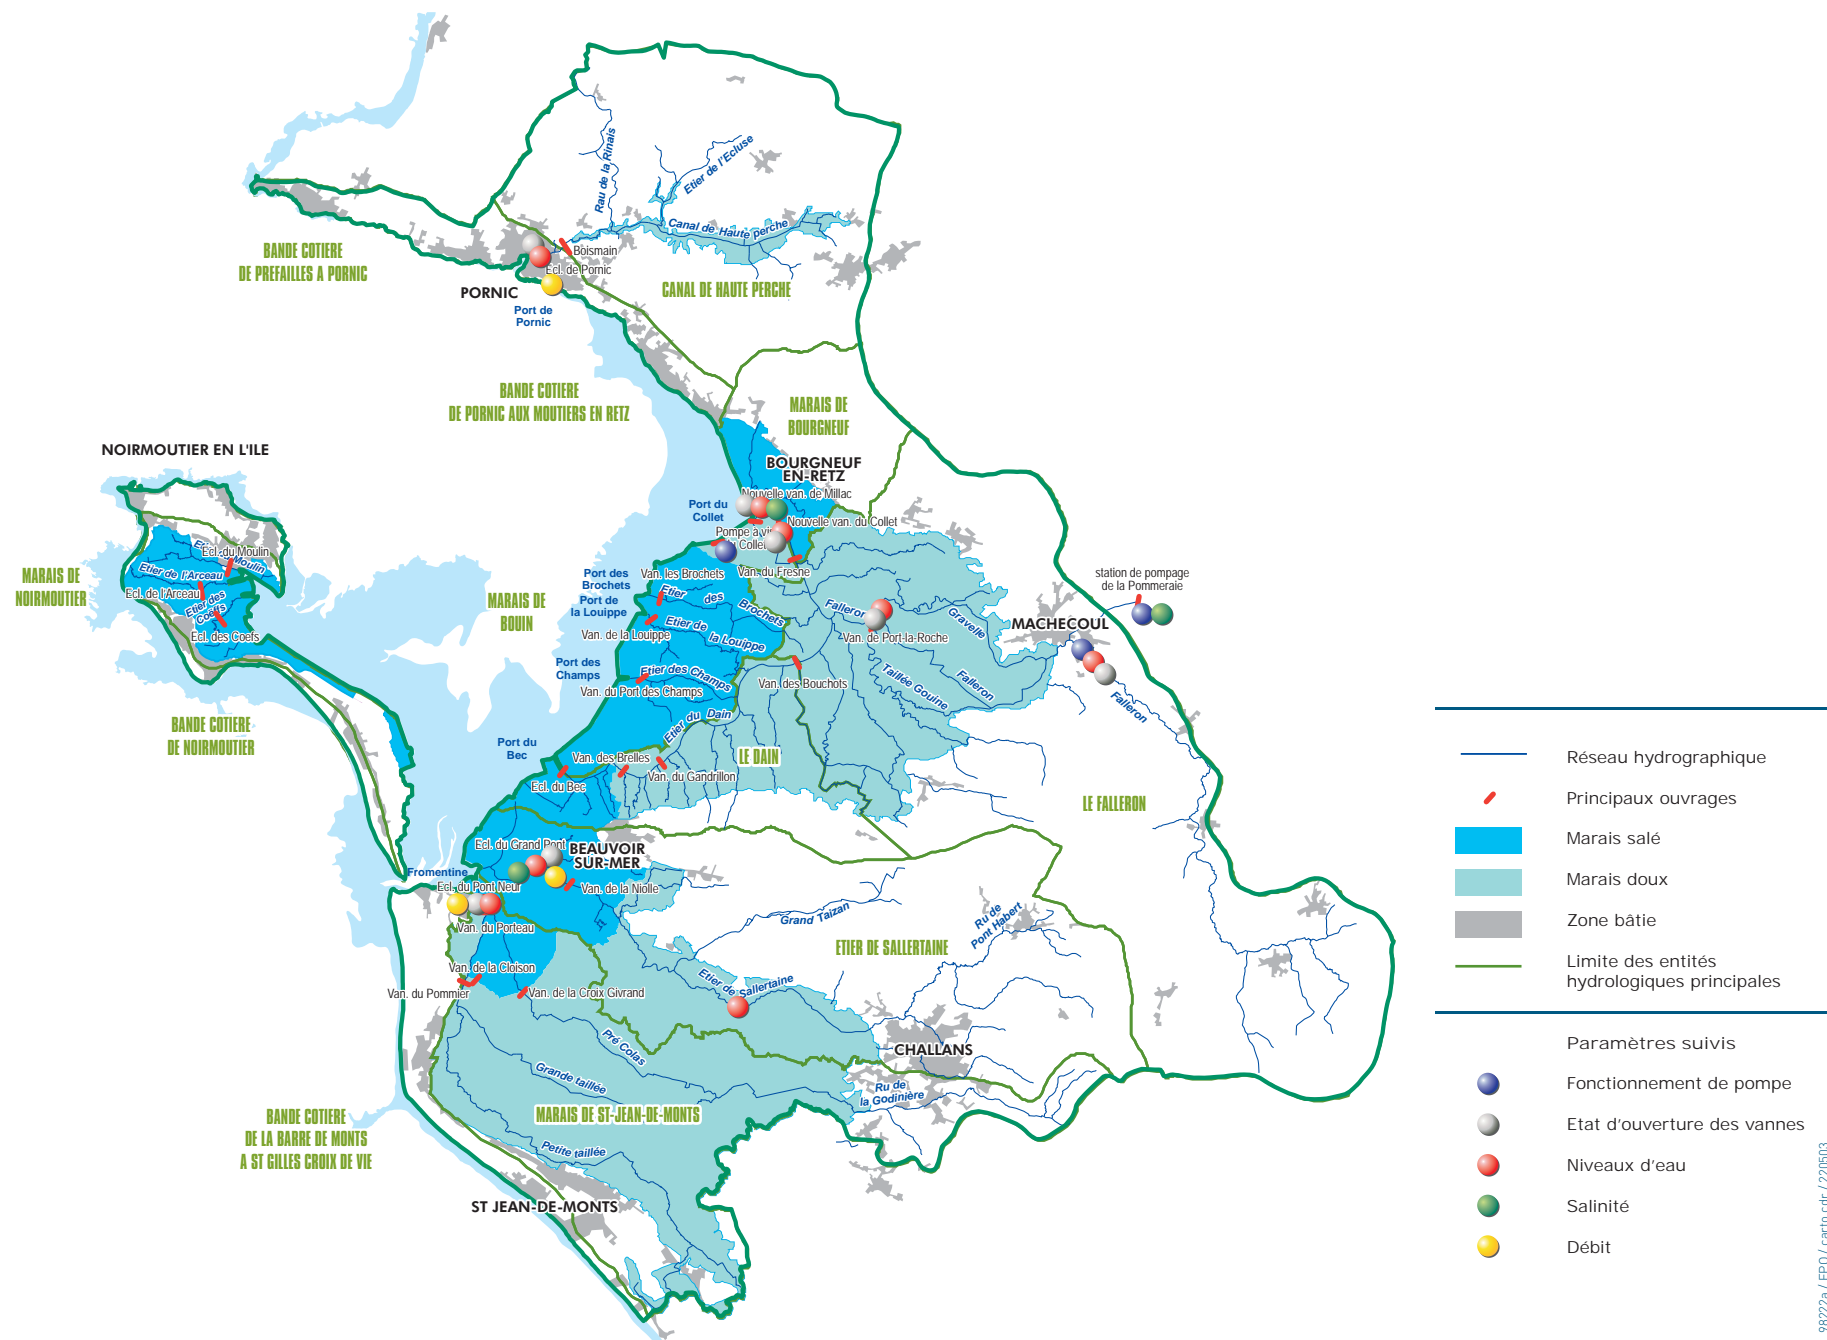 Rau de la Rinais
Etier de l'Ecluse
Canal de Haute perche
Boismain
Ecl. de Pornic
BANDE COTIERE
DE PREFAILLES A PORNIC
PORNIC
CANAL DE HAUTE PERCHE
Port de
Pornic
BANDE COTIERE
DE PORNIC AUX MOUTIERS EN RETZ
MARAIS DE
BOURGNEUF
NOIRMOUTIER EN L'ILE
BOURGNEUF
EN-RETZ
Nouvelle van. de Millac
Port du
Collet
Nouvelle van. du Collet
Pompe à vis
du Collet
Van. du Fresne
Ecl. du Moulin
Etier du Moulin
Etier de l'Arceau
Ecl. de l'Arceau
Etier des
Coefs
Ecl. des Coefs
MARAIS DE
NOIRMOUTIER
Port des
Brochets
Van. les Brochets
Port de
la Louippe
Etier des Brochets
Van. de la Louippe
Etier de la Louippe
MARAIS DE
BOUIN
Falleron
Gravelle
Van. de Port-la-Roche
MACHECOUL
station de pompage
de la Pommeraie
Port des
Champs
Etier des Champs
Van. du Port des Champs
Van. des Bouchots
Taillée Gouine
Falleron
Falleron
BANDE COTIERE
DE NOIRMOUTIER
Etier du Dain
Port du
Bec
Van. des Brelles
LE DAIN
Van. du Gandrillon
Ecl. du Bec
LE FALLERON
Ecl. du Grand Pont
BEAUVOIR
SUR-MER
Fromentine
Ecl. du Pont Neuf
Van. de la Niolle
Van. du Porteau
Grand Taizan
Ru de
Pont Habert
ETIER DE SALLERTAINE
Van. de la Cloison
Van. du Pommier
Van. de la Croix Givrand
Etier de Sallertaine
Pré Colas
CHALLANS
Grande taillée
Ru de
la Godinière
MARAIS DE ST-JEAN-DE-MONTS
BANDE COTIERE
DE LA BARRE DE MONTS
A ST GILLES CROIX DE VIE
Petite taillée
ST JEAN-DE-MONTS
Réseau hydrographique
Principaux ouvrages
Marais salé
Marais doux
Zone bâtie
Limite des entités
hydrologiques principales
Paramètres suivis
Fonctionnement de pompe
Etat d'ouverture des vannes
Niveaux d'eau
Salinité
Débit
98222a / EPO / carto.cdr / 220503